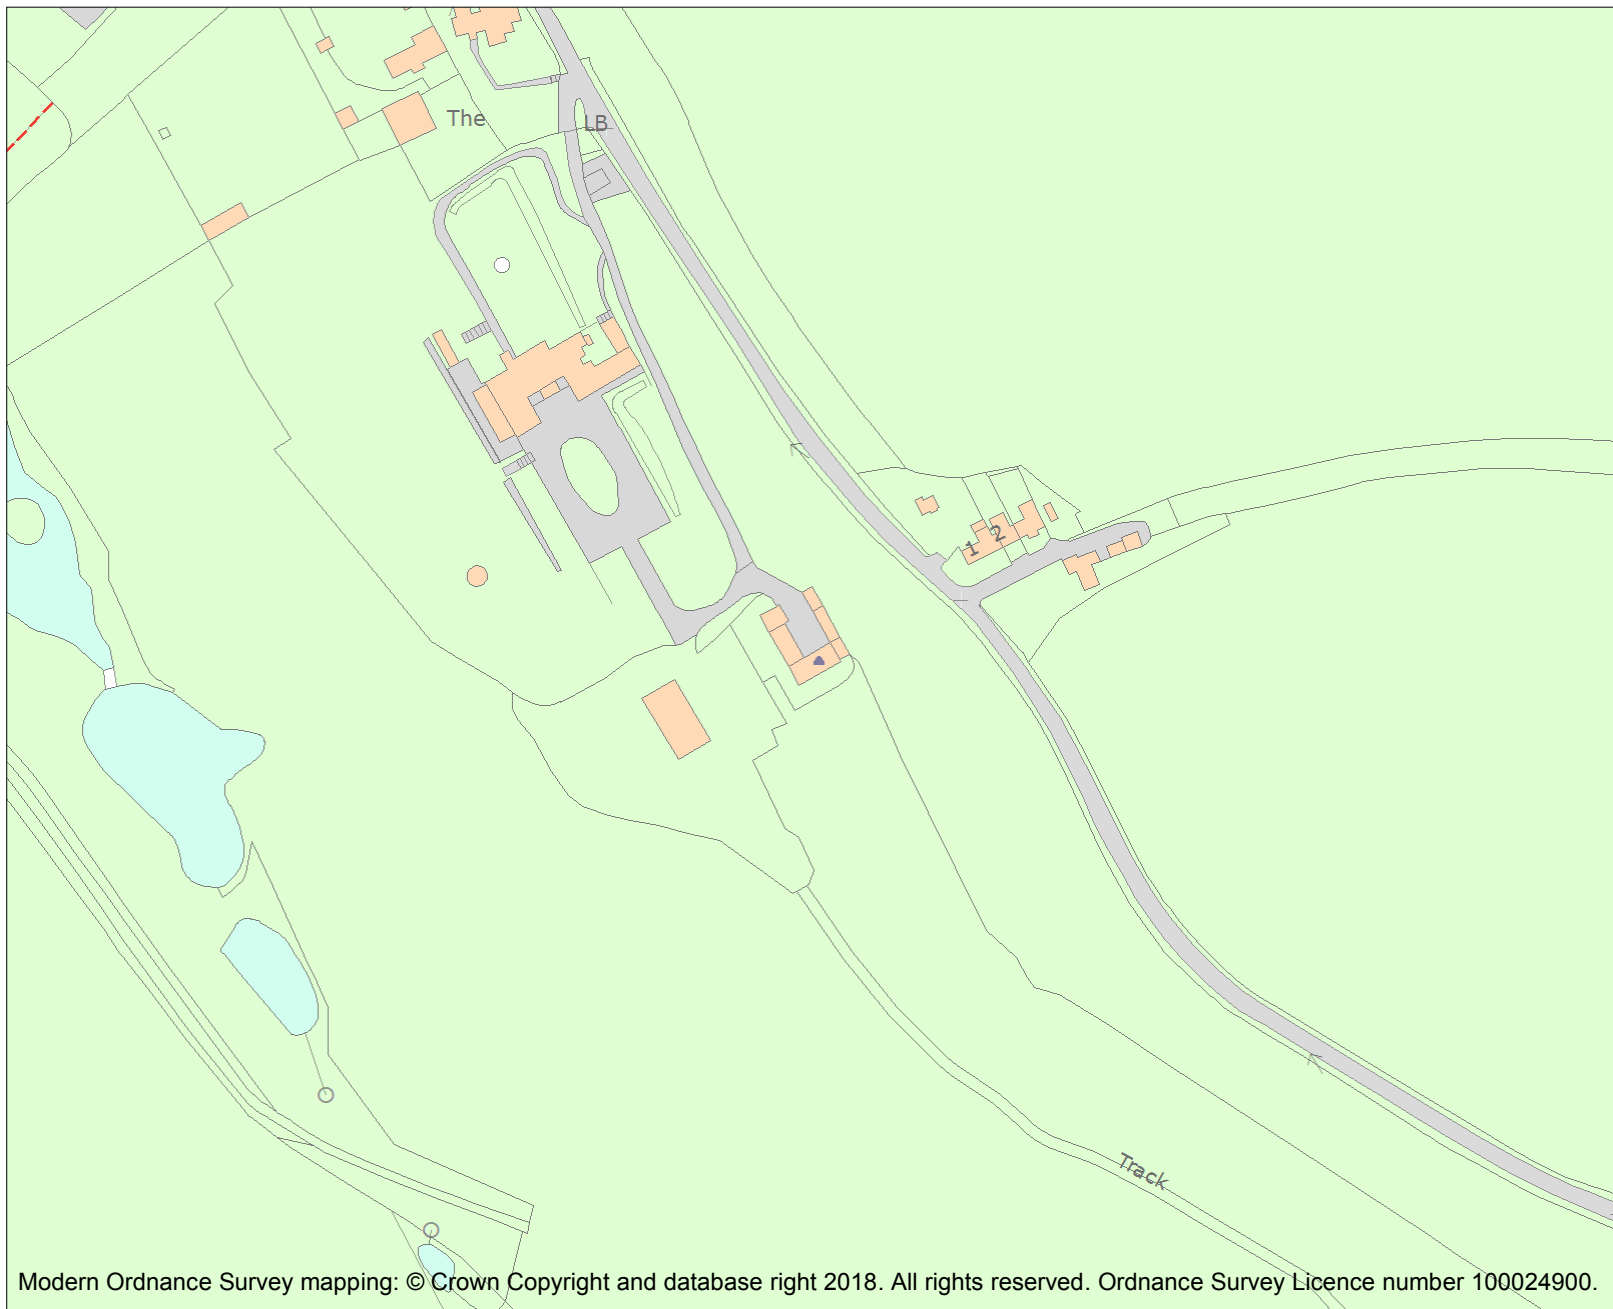 The
LB
1
2
Track
Modern Ordnance Survey mapping: © Crown Copyright and database right 2018. All rights reserved. Ordnance Survey Licence number 100024900.